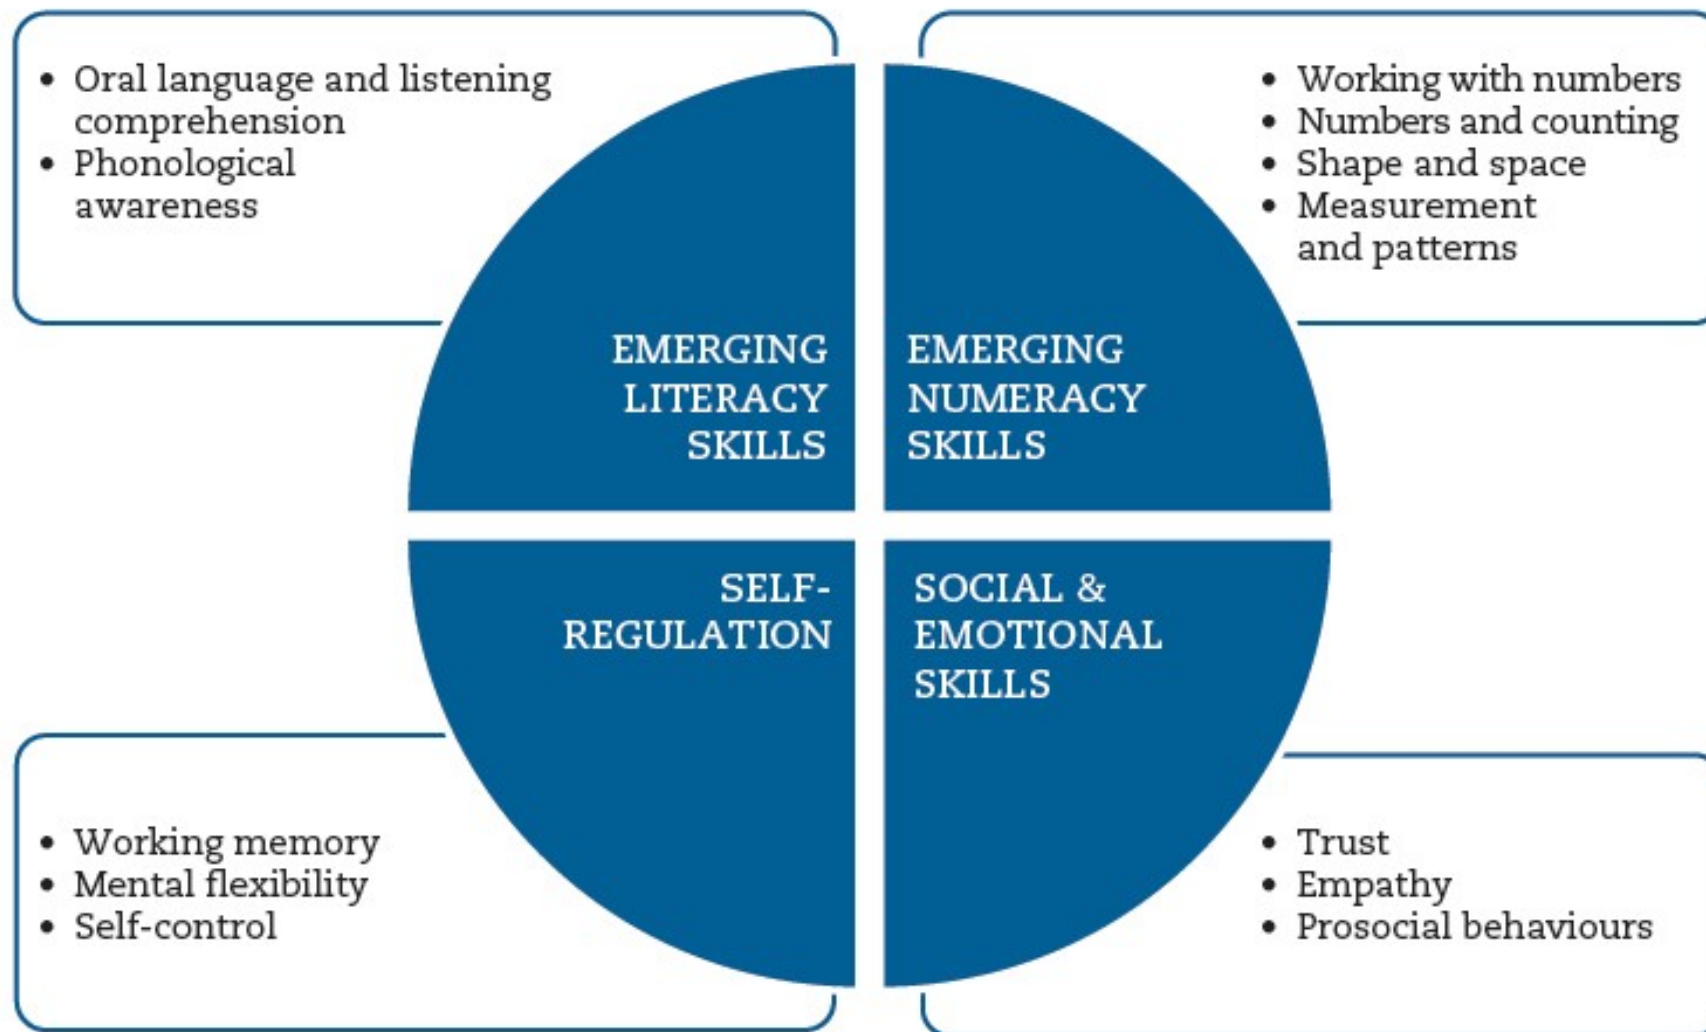 • Oral language and listening
comprehension
• Phonological
awareness
• Working with numbers
• Numbers and counting
• Shape and space
• Measurement
and patterns
EMERGING
LITERACY
SKILLS
EMERGING
NUMERACY
SKILLS
SELF-
REGULATION
SOCIAL &
EMOTIONAL
SKILLS
• Working memory
• Mental flexibility
• Self-control
• Trust
• Empathy
• Prosocial behaviours